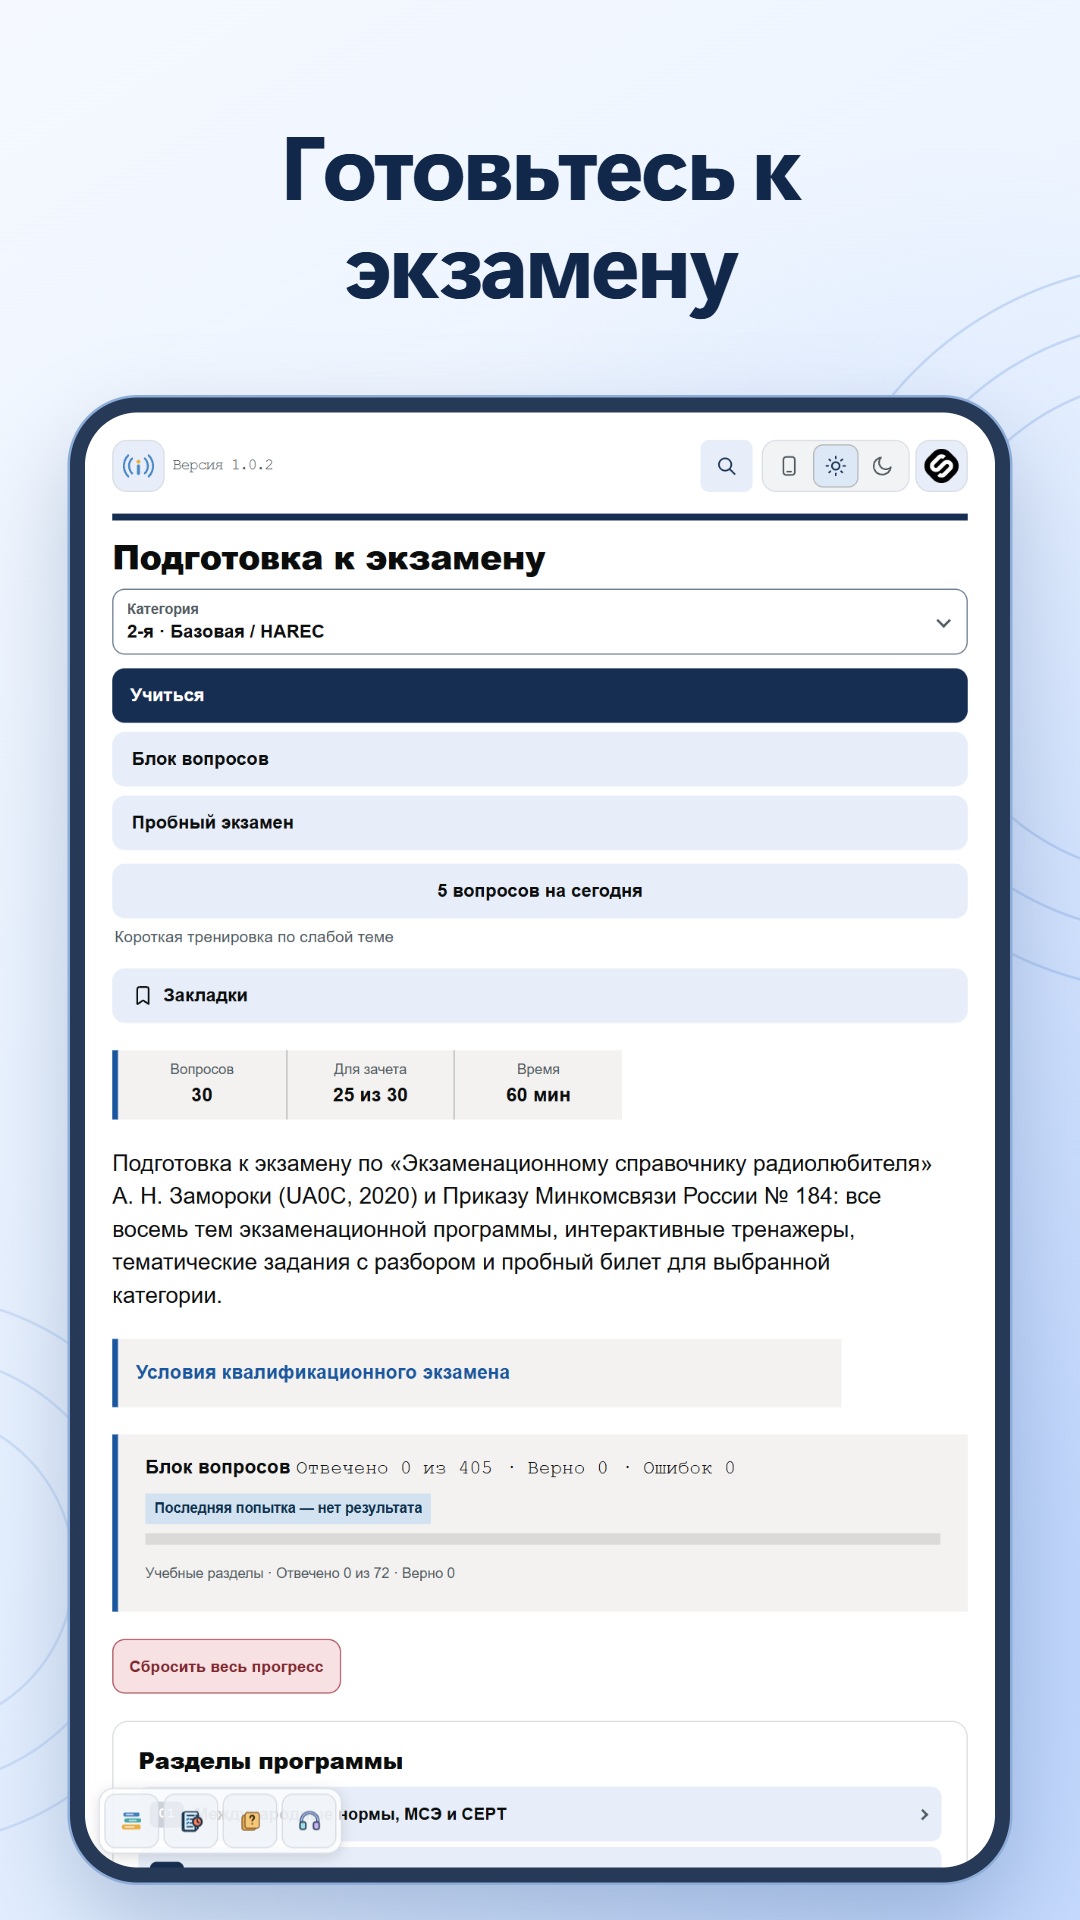 Готовьтесь к
экзамену
Версия 1.0.2
Подготовка к экзамену
Категория
2-я · Базовая / HAREC
Учиться
Блок вопросов
Пробный экзамен
5 вопросов на сегодня
Короткая тренировка по слабой теме
Закладки
Вопросов
30
Для зачета
25 из 30
Время
60 мин
Подготовка к экзамену по «Экзаменационному справочнику радиолюбителя»
А. Н. Замороки (UA0C, 2020) и Приказу Минкомсвязи России № 184: все
восемь тем экзаменационной программы, интерактивные тренажеры,
тематические задания с разбором и пробный билет для выбранной
категории.
Условия квалификационного экзамена
Блок вопросов Отвечено 0 из 405 · Верно 0 · Ошибок 0
Последняя попытка — нет результата
Учебные разделы · Отвечено 0 из 72 · Верно 0
Сбросить весь прогресс
Разделы программы
нормы, МСЭ и СЕРТ